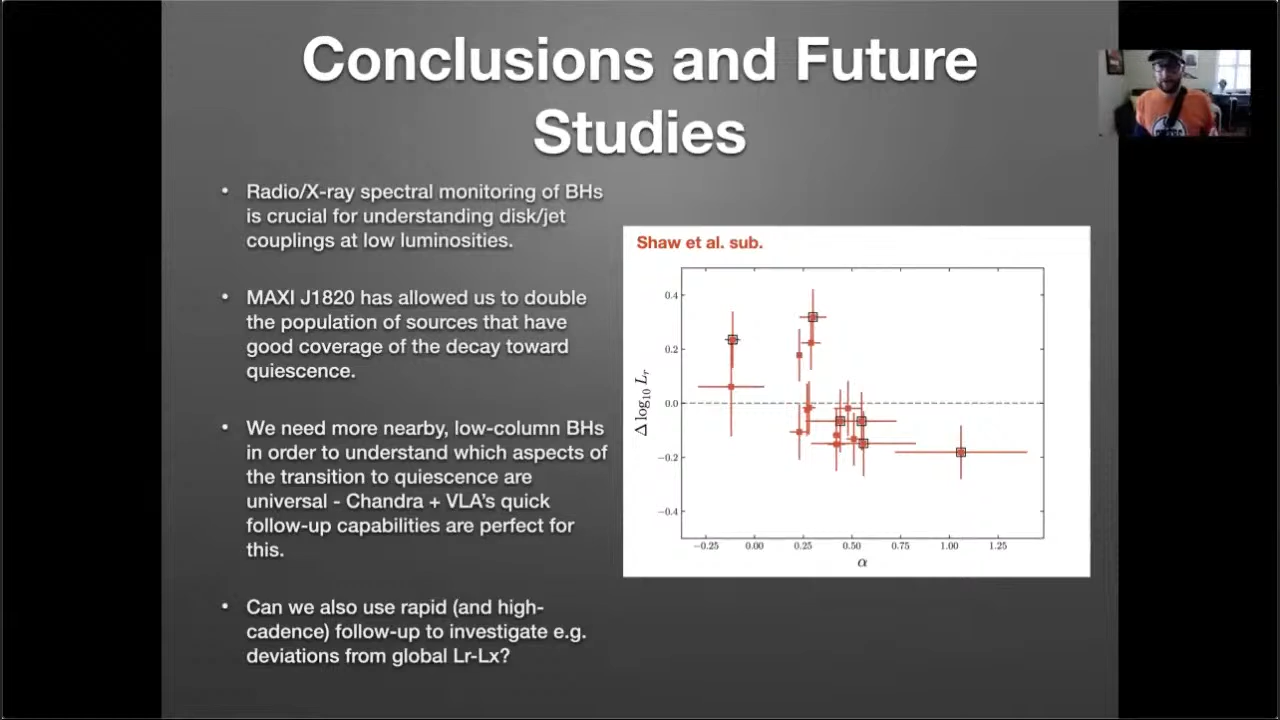 Conclusions and Future
Studies
• Radio/X-ray spectral monitoring of BHs
is crucial for understanding disk/jet
couplings at low luminosities.
• MAXI J1820 has allowed us to double
the population of sources that have
good coverage of the decay toward
quiescence.
• We need more nearby, low-column BHs
in order to understand which aspects of
the transition to quiescence are
universal - Chandra + VLA's quick
follow-up capabilities are perfect for
this.
• Can we also use rapid (and high-
cadence) follow-up to investigate e.g.
deviations from global Lr-Lx?
Shaw et al. sub.
0.4
0.2
0.0
−0.2
−0.4
Δ log₁₀ Lᵣ
−0.25 0.00 0.25 0.50 0.75 1.00 1.25
α